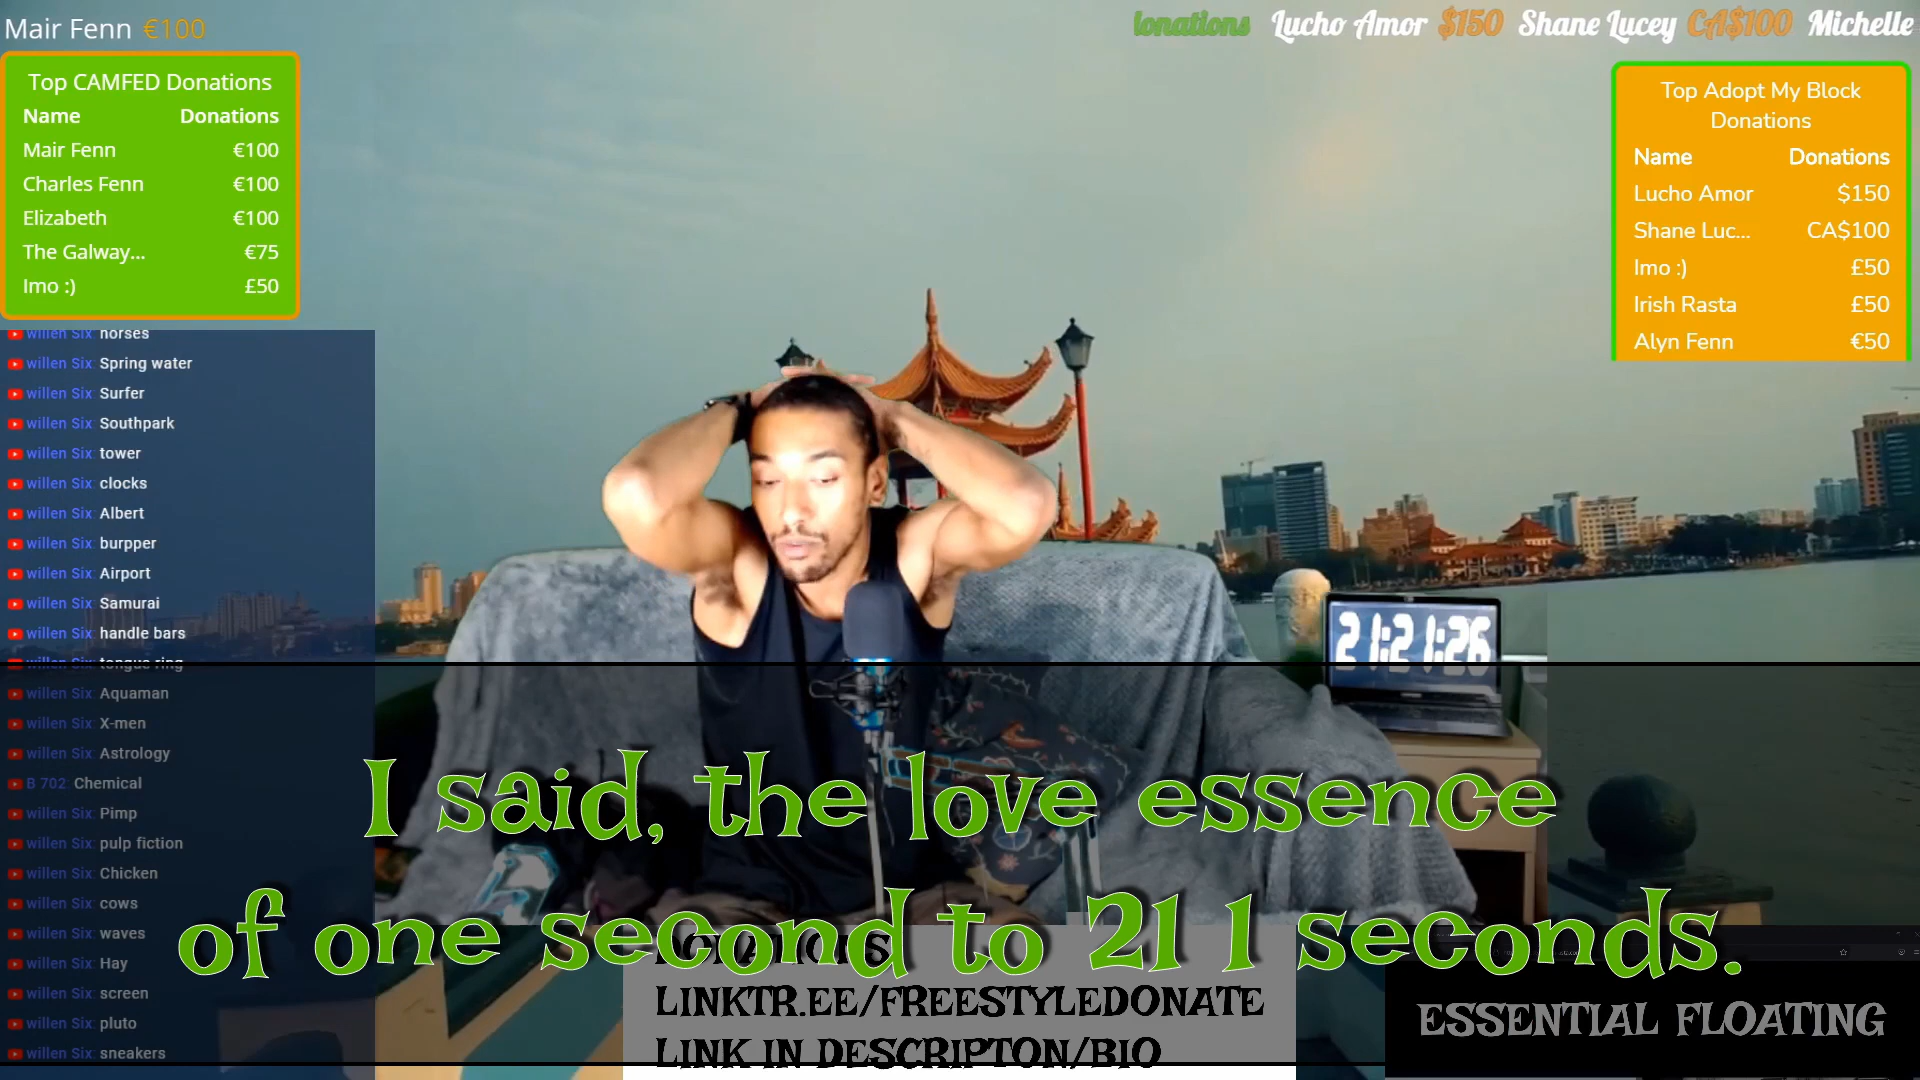 Mair Fenn €100
donations Lucho Amor $150 Shane Lucey CA$100 Michelle
Top CAMFED Donations
Name Donations
Mair Fenn €100
Charles Fenn €100
Elizabeth €100
The Galway... €75
Imo :) £50
Top Adopt My Block
Donations
Name Donations
Lucho Amor $150
Shane Luc... CA$100
Imo :) £50
Irish Rasta £50
Alyn Fenn €50
willen Six: horses
willen Six: Spring water
willen Six: Surfer
willen Six: Southpark
willen Six: tower
willen Six: clocks
willen Six: Albert
willen Six: burpper
willen Six: Airport
willen Six: Samurai
willen Six: handle bars
willen Six: tongue ring
willen Six: Aquaman
willen Six: X-men
willen Six: Astrology
B 702: Chemical
willen Six: Pimp
willen Six: pulp fiction
willen Six: Chicken
willen Six: cows
willen Six: waves
willen Six: Hay
willen Six: screen
willen Six: pluto
willen Six: sneakers
21:21:26
I said, the love essence
of one second to 21 1 seconds.
DONATIONS
LINKTR.EE/FREESTYLEDONATE
LINK IN DESCRIPTON/BIO
ESSENTIAL FLOATING